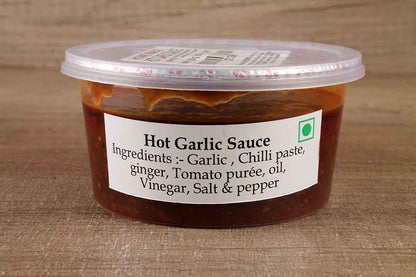 Hot Garlic Sauce
Ingredients :- Garlic , Chilli paste,
ginger, Tomato purée, oil,
Vinegar, Salt & pepper